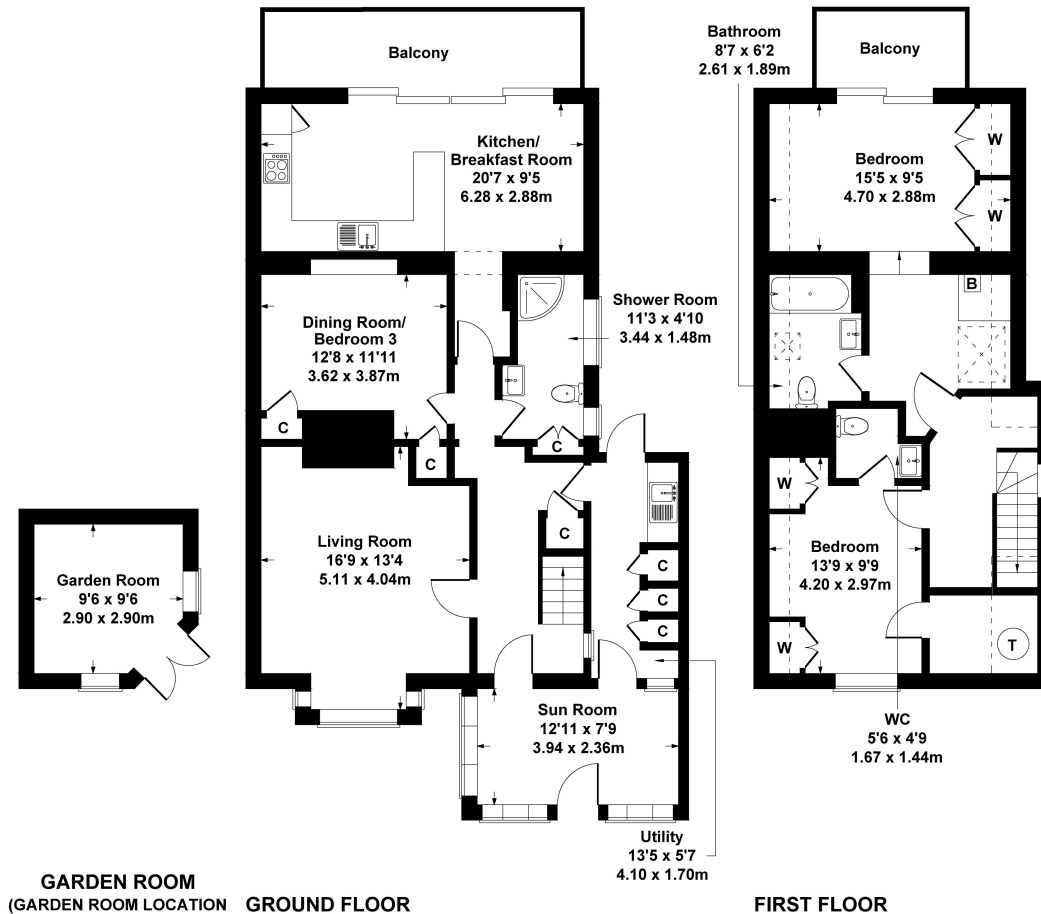 Balcony
Kitchen/
Breakfast Room
20'7 x 9'5
6.28 x 2.88m
Dining Room/
Bedroom 3
12'8 x 11'11
3.62 x 3.87m
Shower Room
11'3 x 4'10
3.44 x 1.48m
C
C
C
C
Living Room
16'9 x 13'4
5.11 x 4.04m
C
C
C
Garden Room
9'6 x 9'6
2.90 x 2.90m
Sun Room
12'11 x 7'9
3.94 x 2.36m
Utility
13'5 x 5'7
4.10 x 1.70m
Bathroom
8'7 x 6'2
2.61 x 1.89m
Balcony
Bedroom
15'5 x 9'5
4.70 x 2.88m
W
W
B
W
Bedroom
13'9 x 9'9
4.20 x 2.97m
W
T
WC
5'6 x 4'9
1.67 x 1.44m
GARDEN ROOM
(GARDEN ROOM LOCATION
GROUND FLOOR
FIRST FLOOR